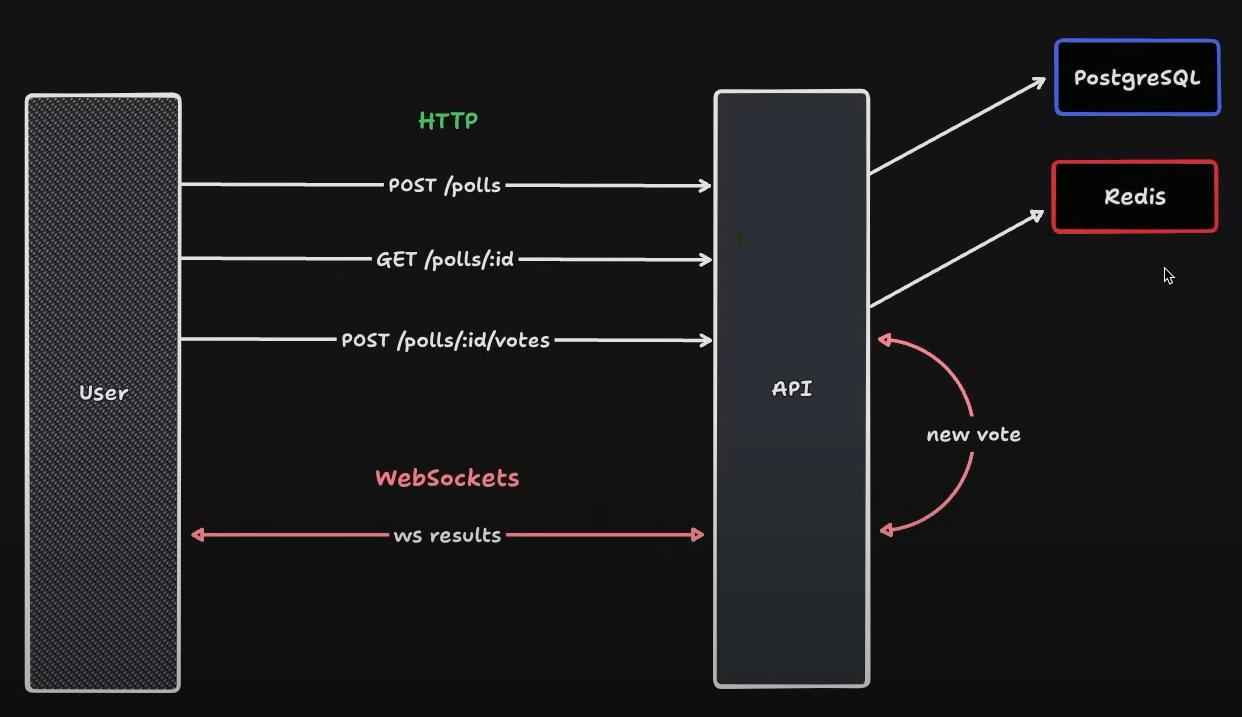 PostgreSQL
HTTP
POST /polls
Redis
GET /polls/:id
POST /polls/:id/votes
User
API
new vote
WebSockets
ws results